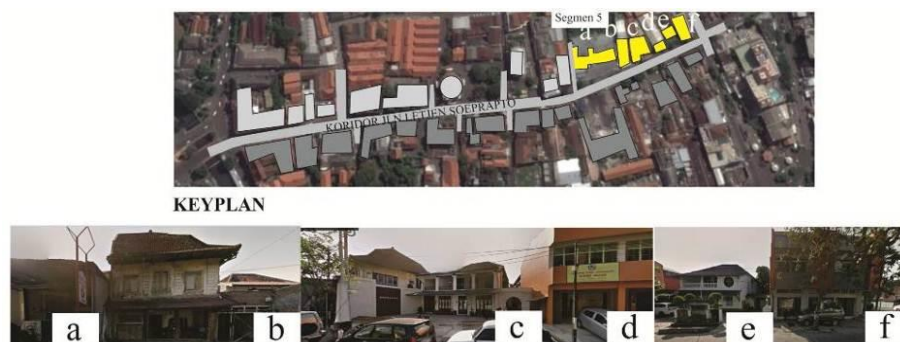 Segmen 5
a b c d e f
KORIDOR JLN LETJEN SOEPRAPTO
KEYPLAN
a b c d e f